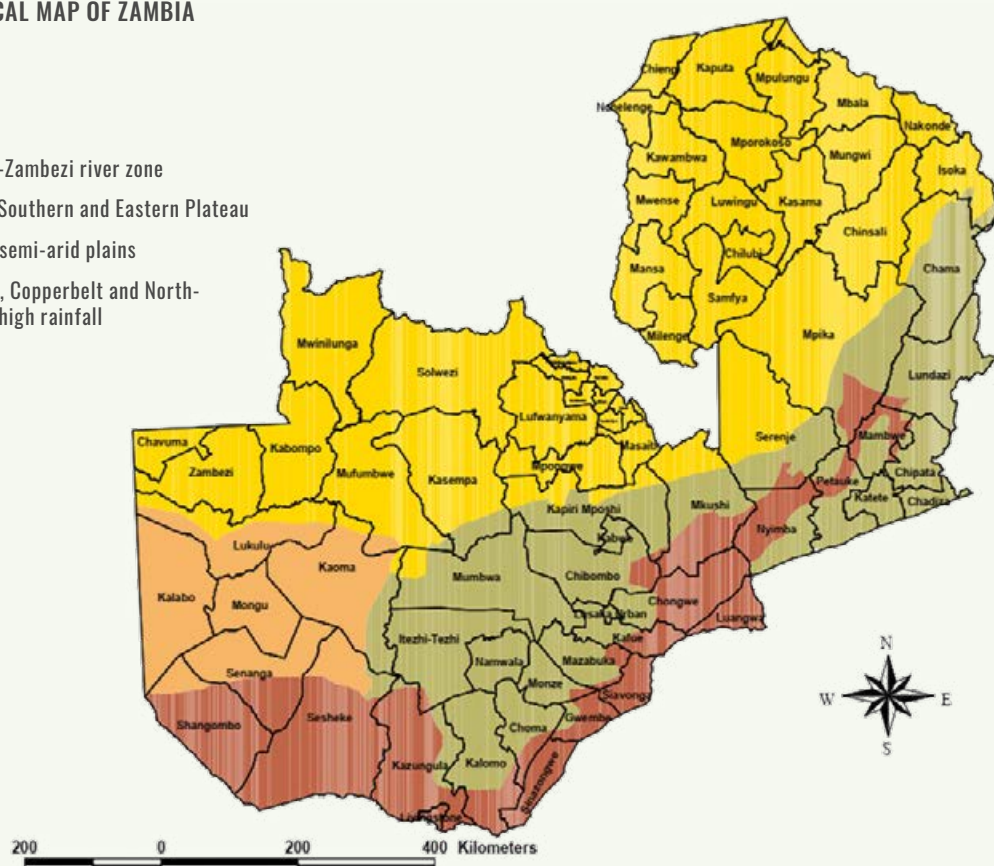 CAL MAP OF ZAMBIA
-Zambezi river zone
Southern and Eastern Plateau
semi-arid plains
, Copperbelt and North-
high rainfall
Chiengi
Kaputa
Mpulungu
Mbala
Nchelenge
Nakonde
Mporokoso
Kawambwa
Mungwi
Isoka
Mwense
Luwingu
Kasama
Chinsali
Chilubi
Mansa
Chama
Samfya
Milenge
Mpika
Mwinilunga
Solwezi
Lundazi
Lufwanyama
Chavuma
Kabompo
Masaiti
Serenje
Mambwe
Zambezi
Mufumbwe
Mpongwe
Chipata
Kasempa
Petauke
Katete
Chadiza
Kapiri Mposhi
Mkushi
Nyimba
Kabwe
Lukulu
Kaoma
Mumbwa
Chibombo
Kalabo
Mongu
Chongwe
Lusaka Urban
Luangwa
Itezhi-Tezhi
Kafue
Namwala
Mazabuka
Senanga
Monze
Siavonga
Shangombo
Sesheke
Choma
Gwembe
Kazungula
Kalomo
Sinazongwe
Livingstone
N
W
E
S
200 0 200 400 Kilometers